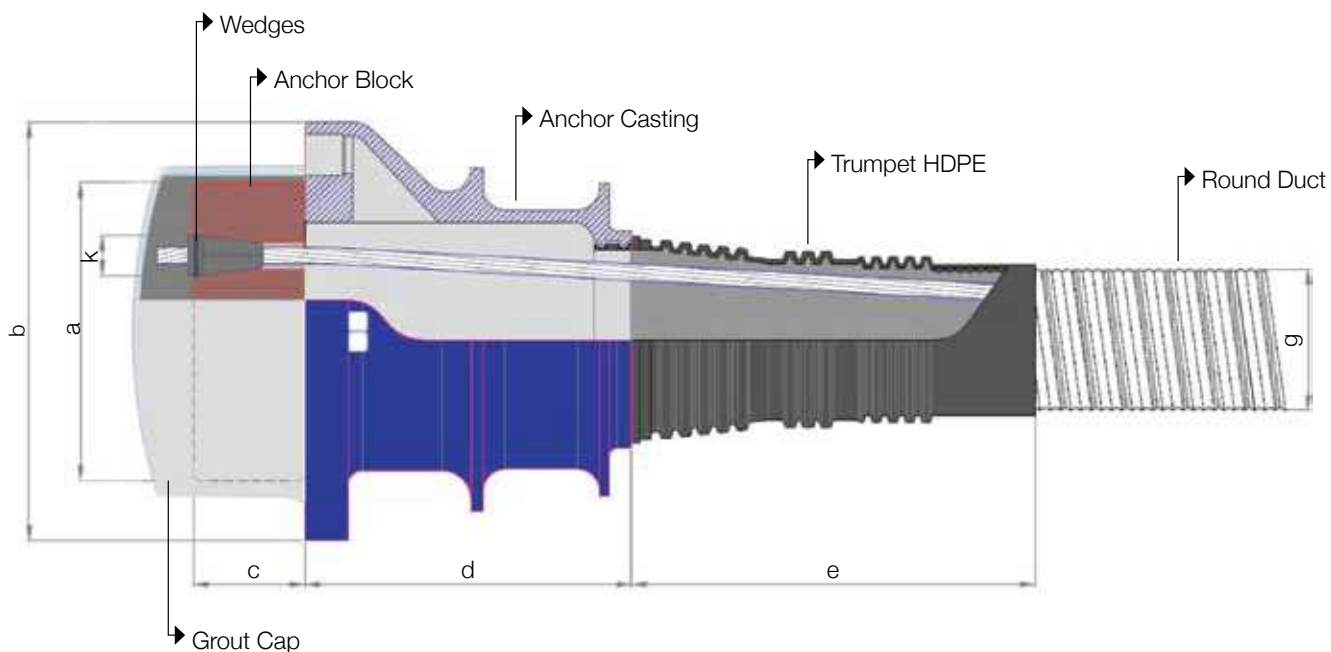 Wedges
Anchor Block
Anchor Casting
Trumpet HDPE
Round Duct
k
b
a
g
c
d
e
Grout Cap